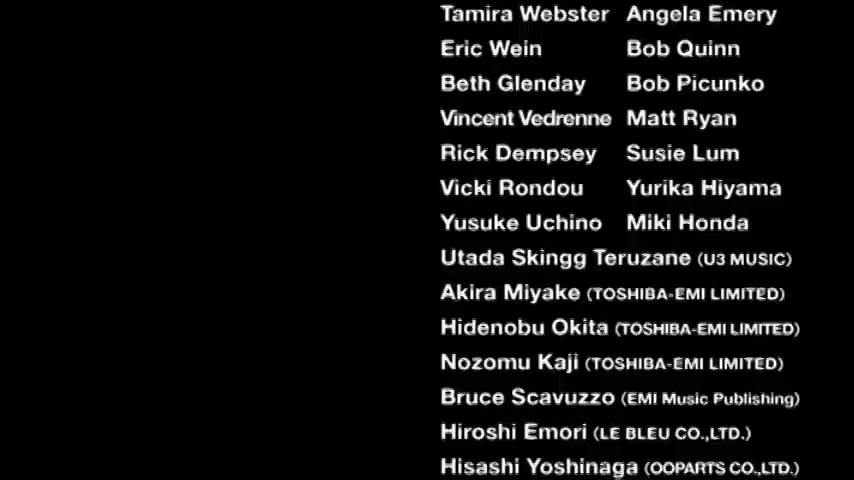 Tamira Webster Angela Emery
Eric Wein Bob Quinn
Beth Glenday Bob Picunko
Vincent Vedrenne Matt Ryan
Rick Dempsey Susie Lum
Vicki Rondou Yurika Hiyama
Yusuke Uchino Miki Honda
Utada Skingg Teruzane (U3 MUSIC)
Akira Miyake (TOSHIBA-EMI LIMITED)
Hidenobu Okita (TOSHIBA-EMI LIMITED)
Nozomu Kaji (TOSHIBA-EMI LIMITED)
Bruce Scavuzzo (EMI Music Publishing)
Hiroshi Emori (LE BLEU CO.,LTD.)
Hisashi Yoshinaga (OOPARTS CO.,LTD.)